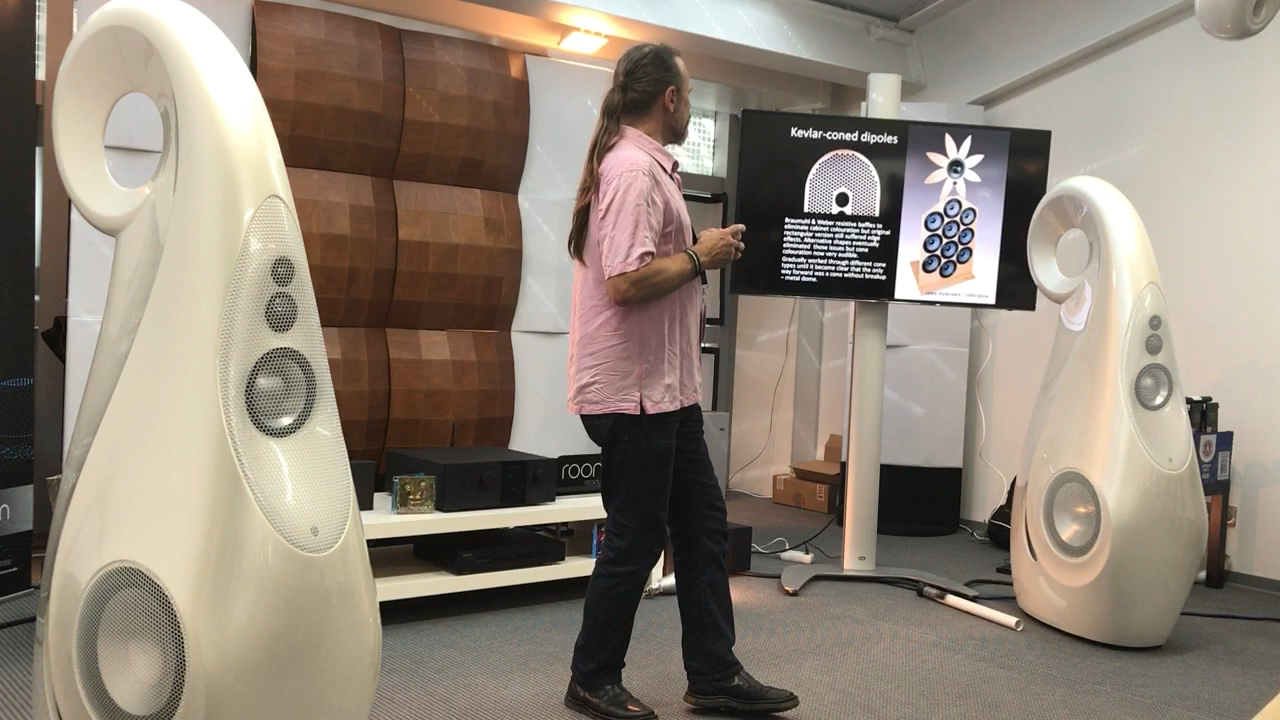 Kevlar-coned dipoles
Braumuhl & Weber resistive baffles to
eliminate cabinet colouration but original
rectangular version still suffered edge
effects. Alternative shapes eventually
eliminated those issues but cone
colouration now very audible.
Gradually worked through different cone
types until it became clear that the only
way forward was a cone without breakup
– metal dome.
roon
ready
n